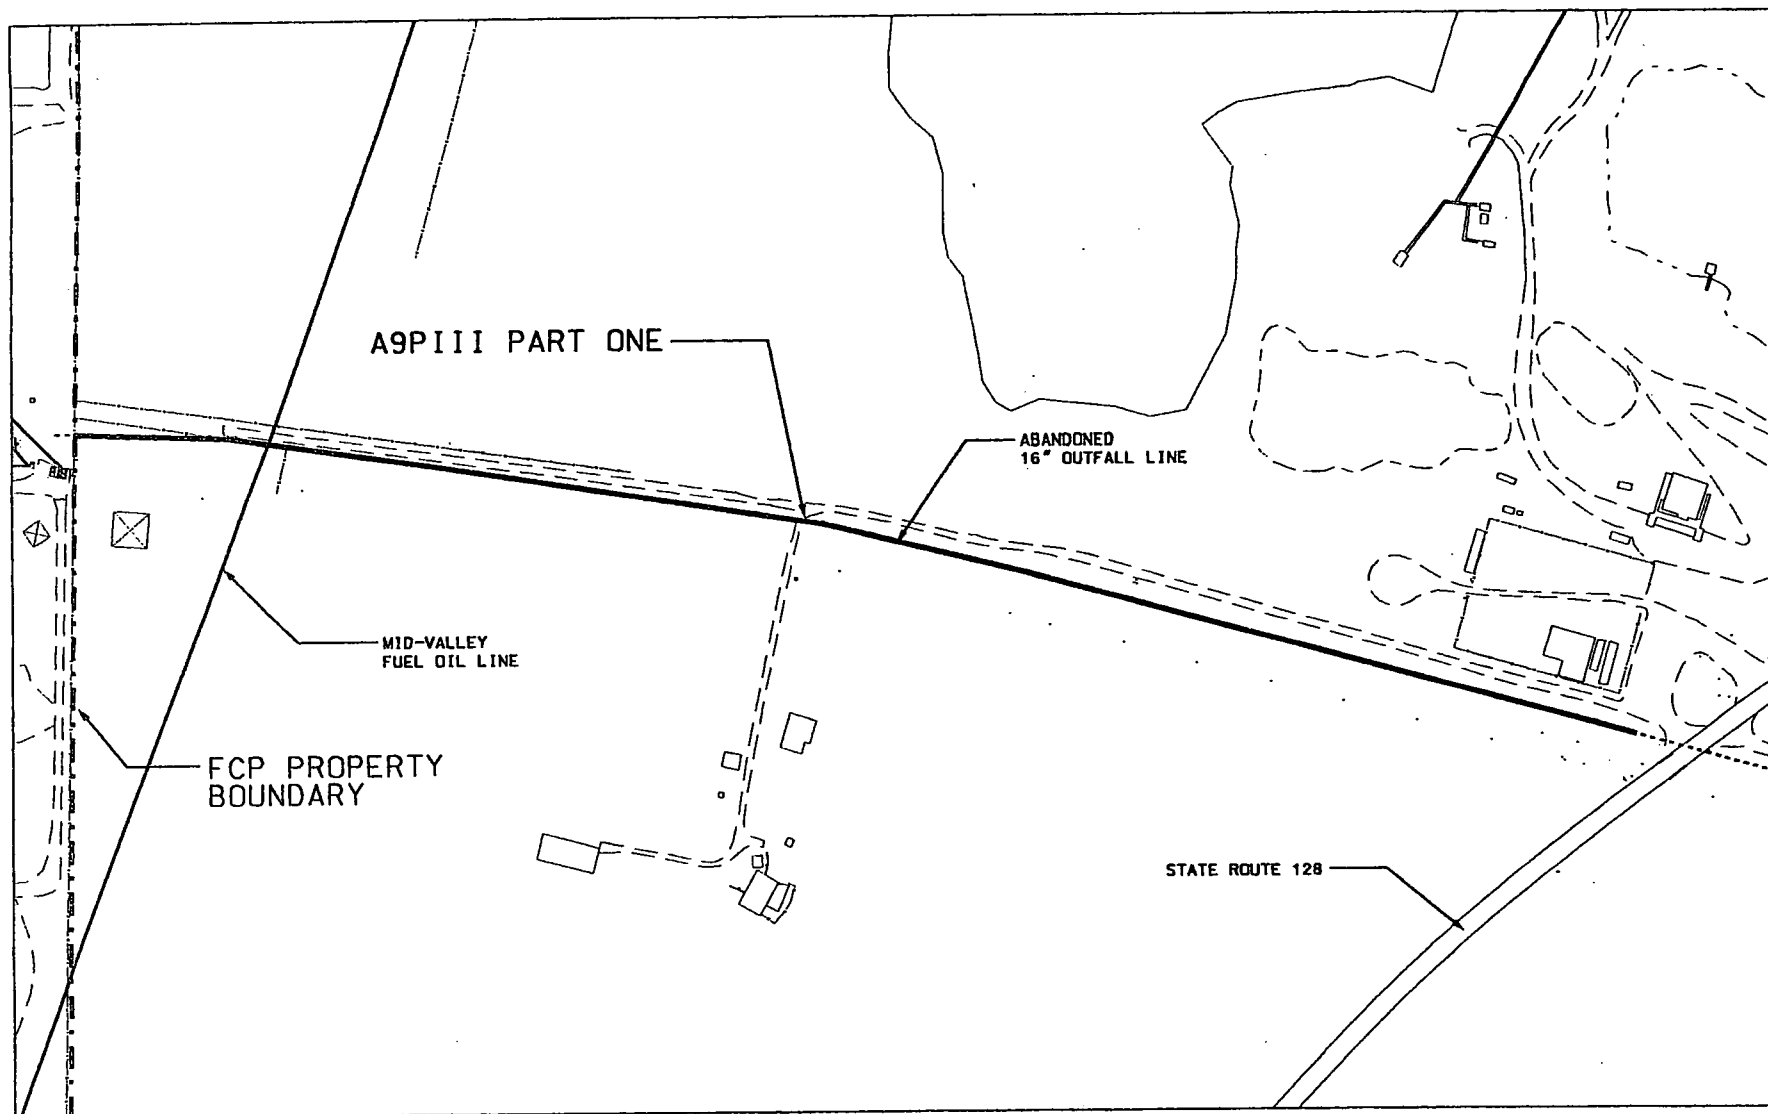 A9PIII PART ONE
ABANDONED
16" OUTFALL LINE
MID-VALLEY
FUEL OIL LINE
FCP PROPERTY
BOUNDARY
STATE ROUTE 128